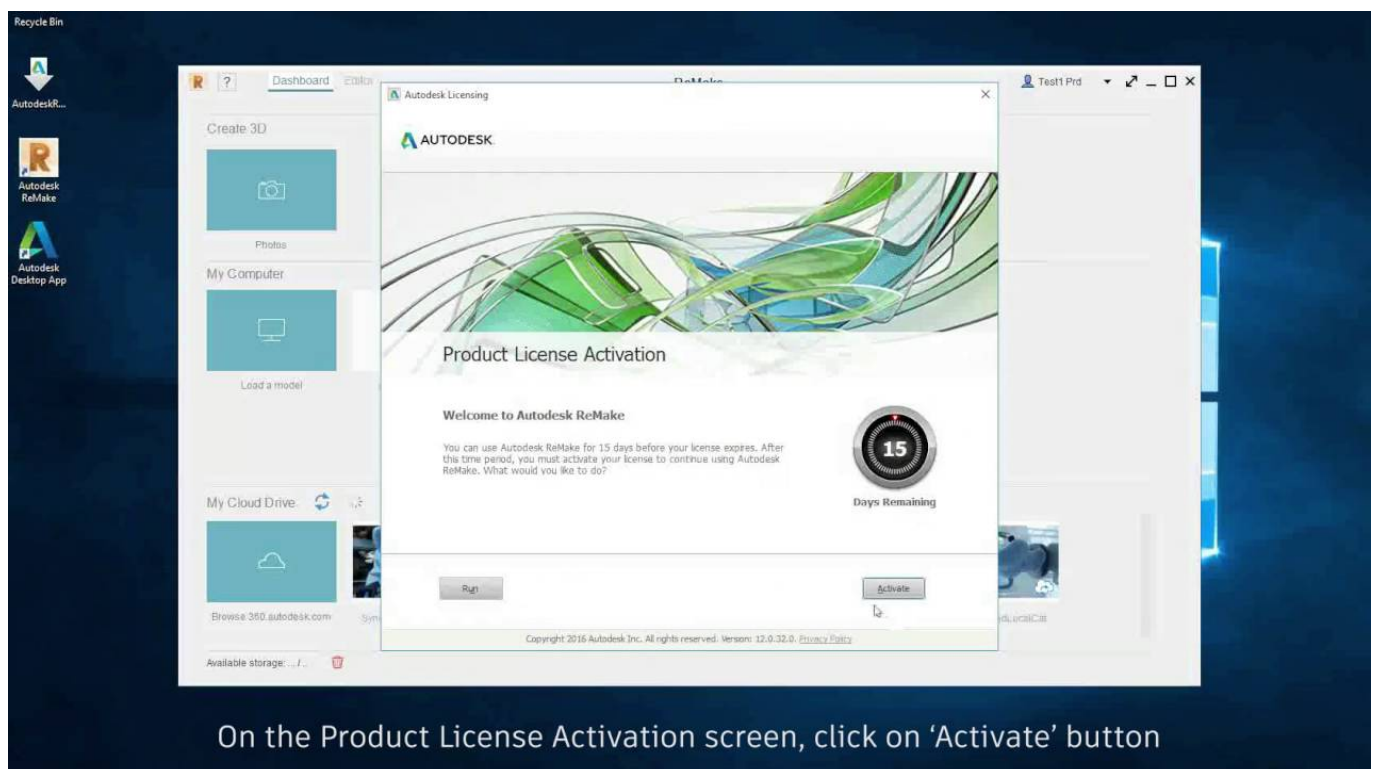 Recycle Bin
AutodeskR...
Autodesk
ReMake
Autodesk
Desktop App
R ? Dashboard Editor ReMake Test1 Prd
Create 3D
Photos
My Computer
Load a model
My Cloud Drive
Browse 360.autodesk.com
Available storage: .../...
Autodesk Licensing
AUTODESK
Product License Activation
Welcome to Autodesk ReMake
You can use Autodesk ReMake for 15 days before your license expires. After
this time period, you must activate your license to continue using Autodesk
ReMake. What would you like to do?
15
Days Remaining
Run
Activate
Copyright 2016 Autodesk Inc. All rights reserved. Version: 12.0.32.0. Privacy Policy
On the Product License Activation screen, click on ‘Activate’ button